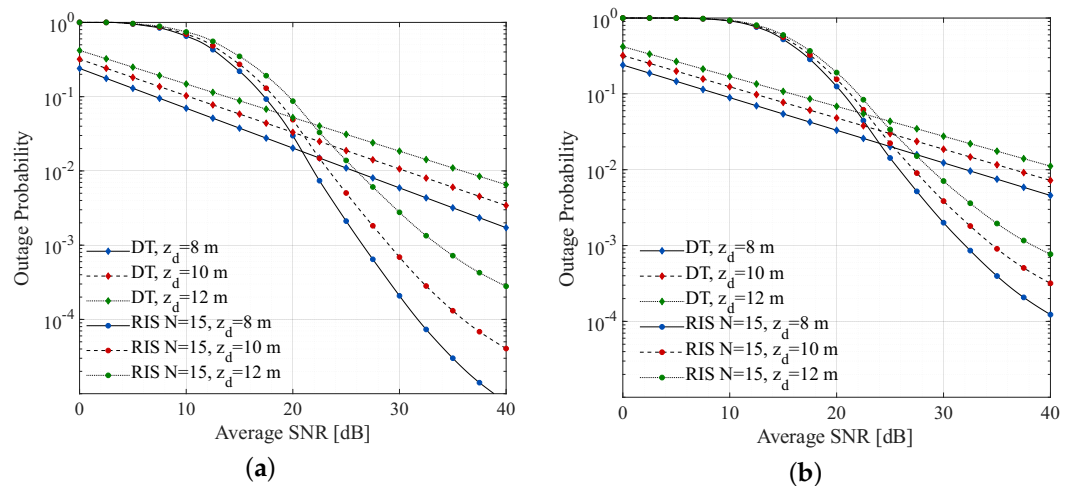 10^0
10^-1
10^-2
10^-3
10^-4
Outage Probability
DT, z_d=8 m
DT, z_d=10 m
DT, z_d=12 m
RIS N=15, z_d=8 m
RIS N=15, z_d=10 m
RIS N=15, z_d=12 m
0 10 20 30 40
Average SNR [dB]
(a)
10^0
10^-1
10^-2
10^-3
10^-4
Outage Probability
DT, z_d=8 m
DT, z_d=10 m
DT, z_d=12 m
RIS N=15, z_d=8 m
RIS N=15, z_d=10 m
RIS N=15, z_d=12 m
0 10 20 30 40
Average SNR [dB]
(b)